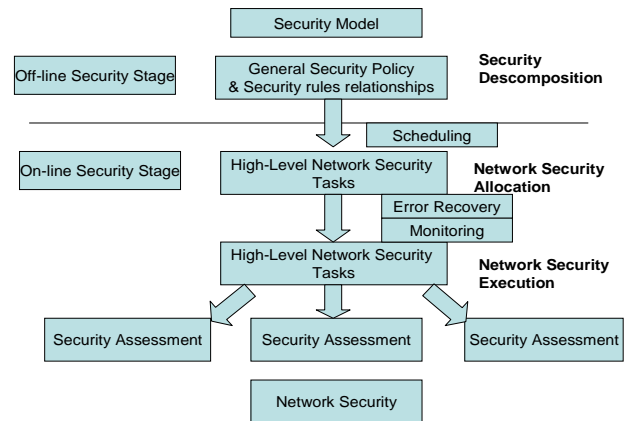 Security Model
Off-line Security Stage
General Security Policy
& Security rules relationships
Security
Descomposition
Scheduling
On-line Security Stage
High-Level Network Security
Tasks
Network Security
Allocation
Error Recovery
Monitoring
High-Level Network Security
Tasks
Network Security
Execution
Security Assessment
Security Assessment
Security Assessment
Network Security